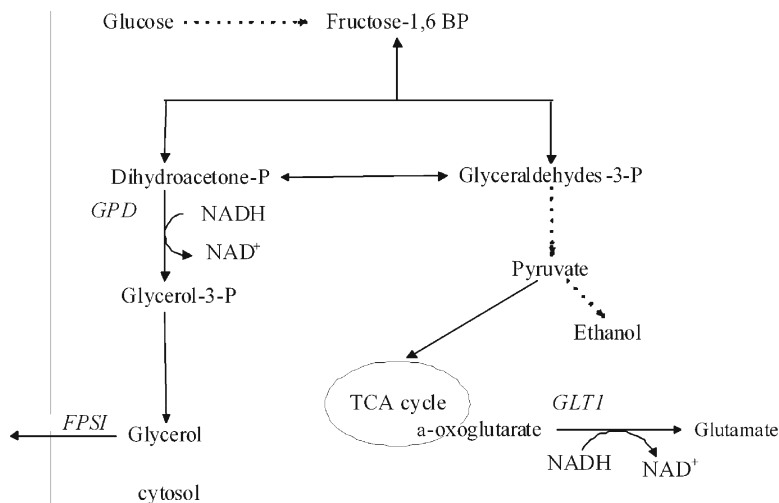 Glucose
Fructose-1,6 BP
Dihydroacetone-P
Glyceraldehydes-3-P
GPD
NADH
NAD+
Pyruvate
Glycerol-3-P
Ethanol
TCA cycle
GLT1
FPSI
Glycerol
a-oxoglutarate
Glutamate
NADH
NAD+
cytosol